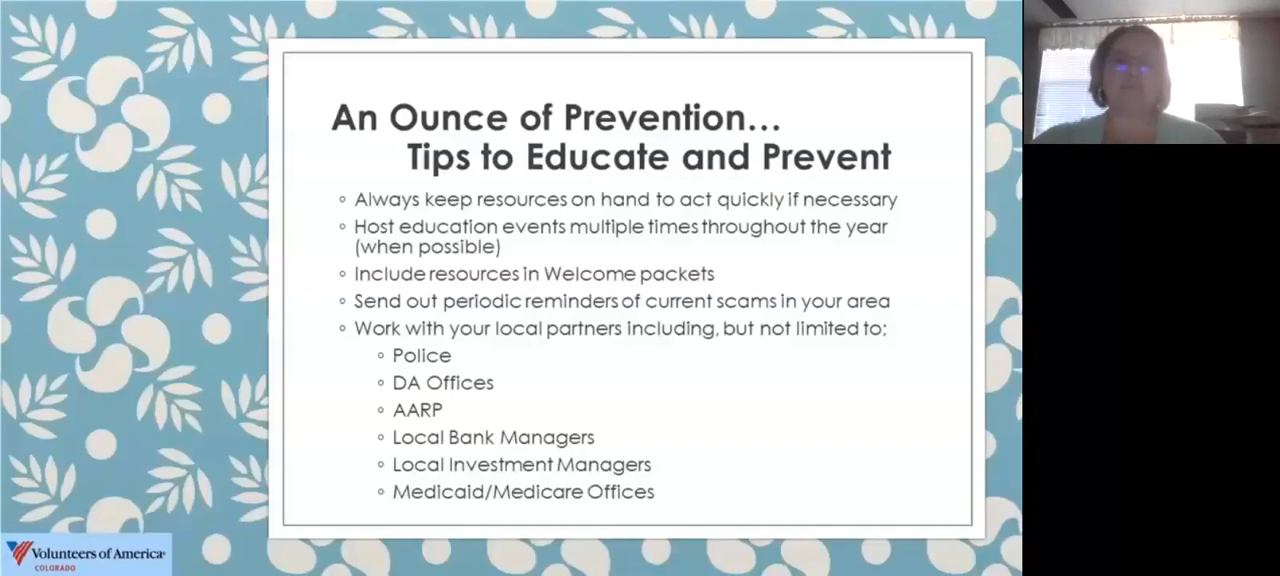 An Ounce of Prevention…
Tips to Educate and Prevent
◦ Always keep resources on hand to act quickly if necessary
◦ Host education events multiple times throughout the year
(when possible)
◦ Include resources in Welcome packets
◦ Send out periodic reminders of current scams in your area
◦ Work with your local partners including, but not limited to;
◦ Police
◦ DA Offices
◦ AARP
◦ Local Bank Managers
◦ Local Investment Managers
◦ Medicaid/Medicare Offices
Volunteers of America
COLORADO